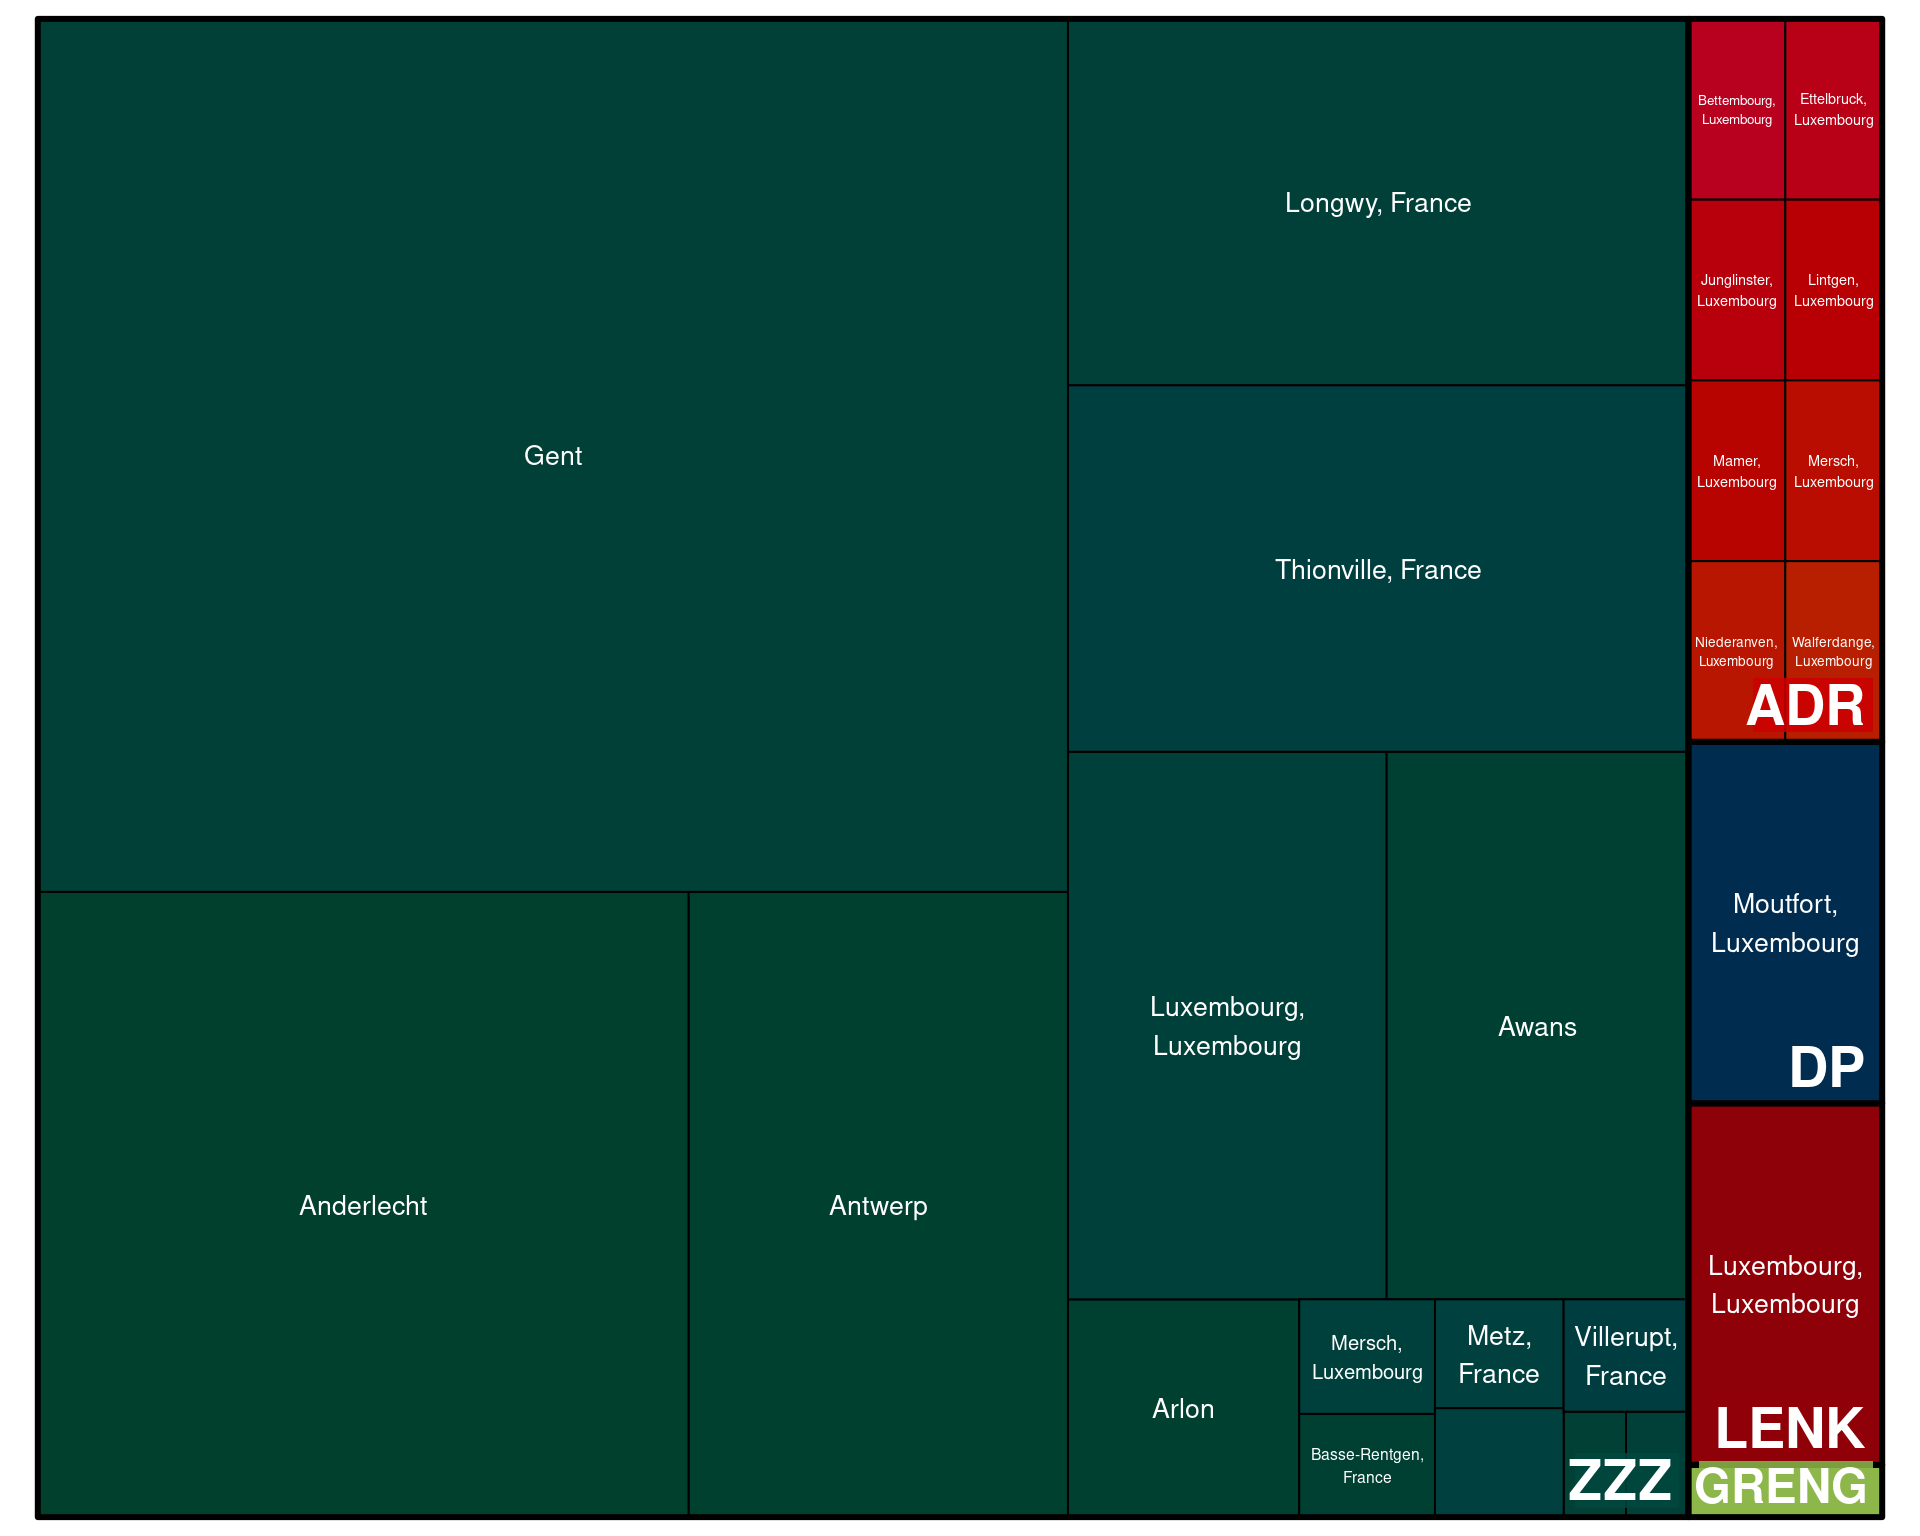 Gent
Longwy, France
Thionville, France
Anderlecht
Antwerp
Luxembourg,
Luxembourg
Awans
Arlon
Mersch,
Luxembourg
Basse-Rentgen,
France
Metz,
France
Villerupt,
France
ZZZ
Bettembourg,
Luxembourg
Ettelbruck,
Luxembourg
Junglinster,
Luxembourg
Lintgen,
Luxembourg
Mamer,
Luxembourg
Mersch,
Luxembourg
Niederanven,
Luxembourg
Walferdange,
Luxembourg
ADR
Moutfort,
Luxembourg
DP
Luxembourg,
Luxembourg
LENK
GRENG